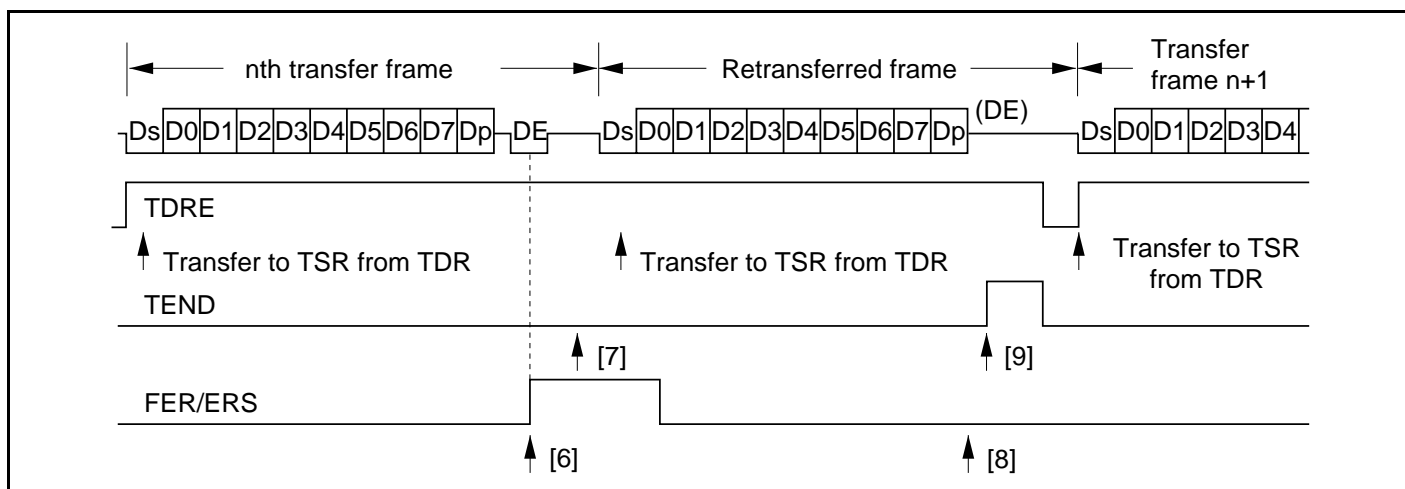 nth transfer frame
Retransferred frame
Transfer
frame n+1
Ds D0 D1 D2 D3 D4 D5 D6 D7 Dp DE Ds D0 D1 D2 D3 D4 D5 D6 D7 Dp (DE) Ds D0 D1 D2 D3 D4
TDRE
Transfer to TSR from TDR
Transfer to TSR from TDR
Transfer to TSR
from TDR
TEND
[7]
[9]
FER/ERS
[6]
[8]